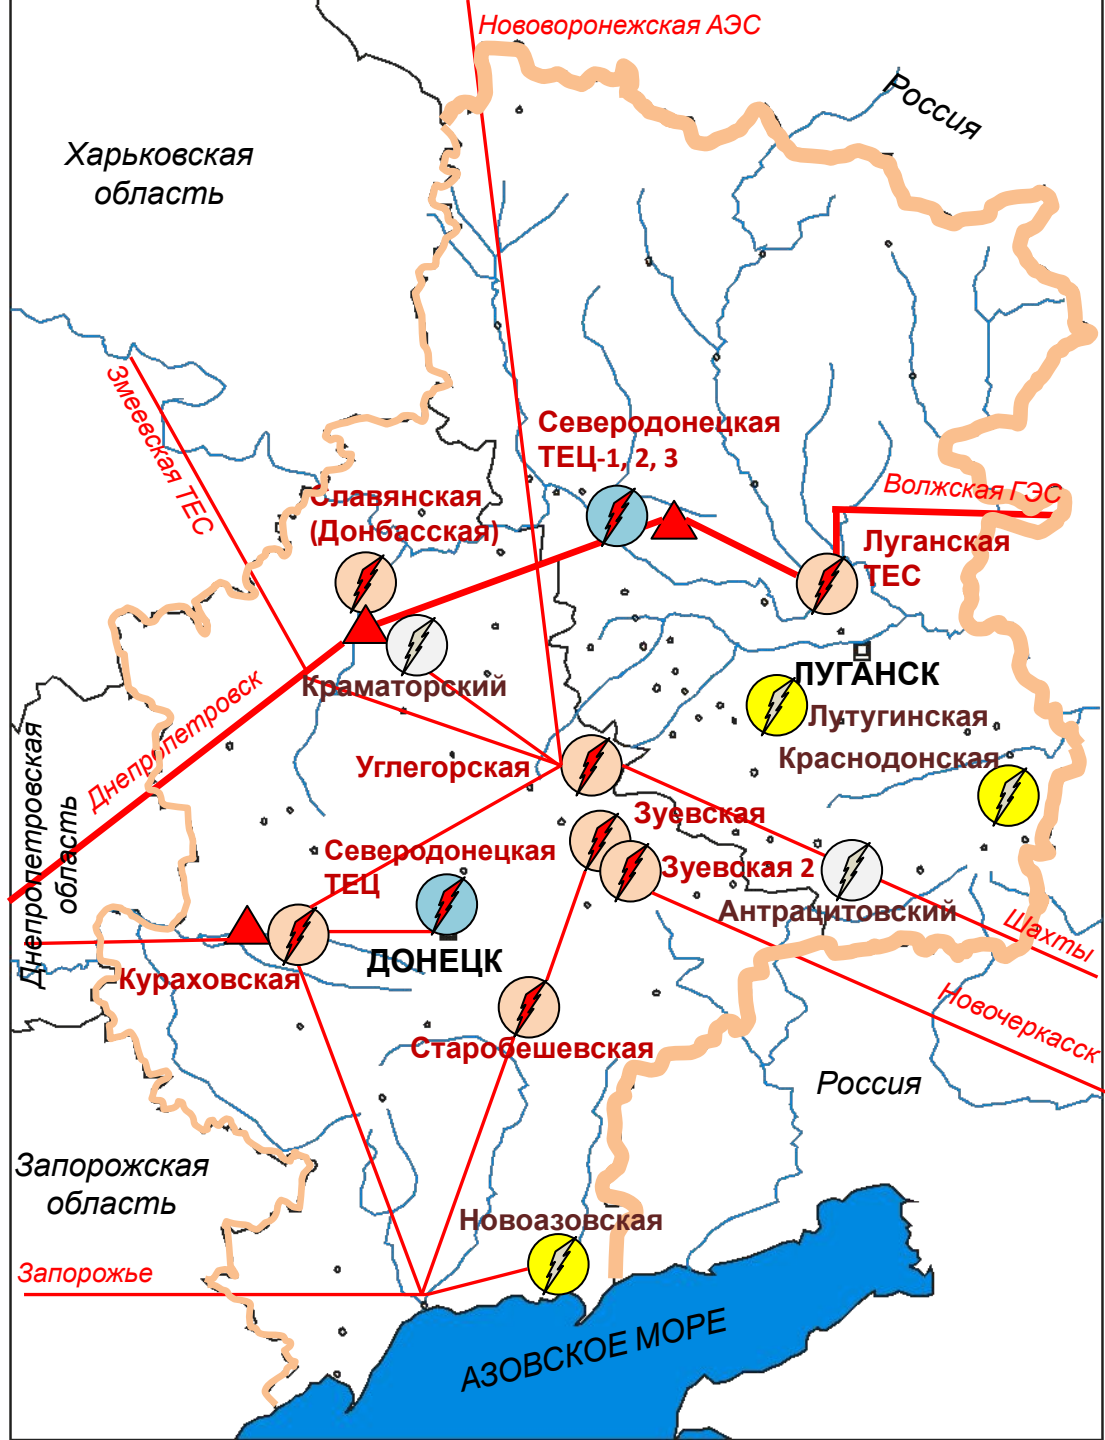 Нововоронежская АЭС
Россия
Харьковская
область
Змеевская ТЕС
Северодонецкая
ТЕЦ-1, 2, 3
Славянская
(Донбасская)
Волжская ГЭС
Луганская
ТЕС
ЛУГАНСК
Краматорский
Лутугинская
Краснодонская
Днепропетровск
Днепропетровская
область
Углегорская
Зуевская
Северодонецкая
ТЕЦ
Зуевская 2
Антрацитовский
Шахты
ДОНЕЦК
Кураховская
Новочеркасск
Старобешевская
Россия
Запорожская
область
Новоазовская
Запорожье
АЗОВСКОЕ МОРЕ